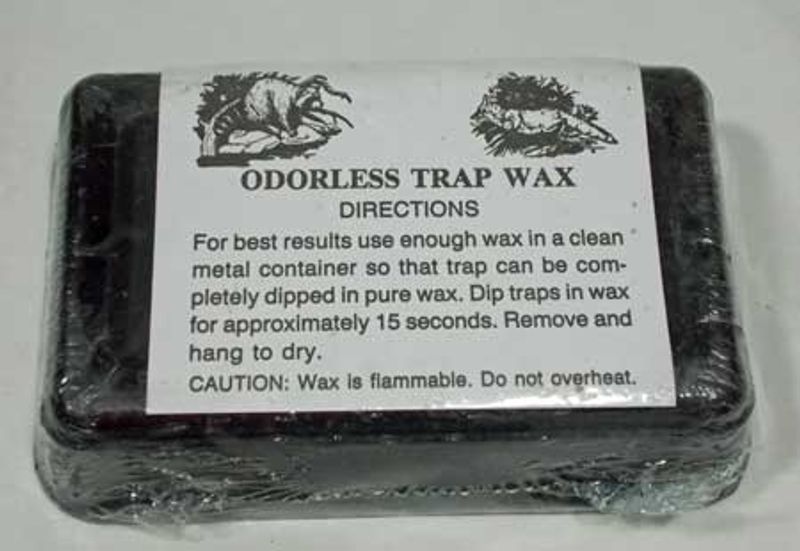 ODORLESS TRAP WAX
DIRECTIONS
For best results use enough wax in a clean
metal container so that trap can be com-
pletely dipped in pure wax. Dip traps in wax
for approximately 15 seconds. Remove and
hang to dry.
CAUTION: Wax is flammable. Do not overheat.